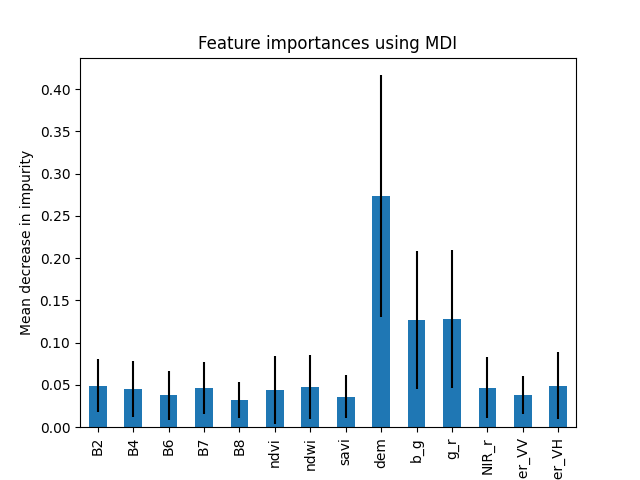 Feature importances using MDI
Mean decrease in impurity
0.40
0.35
0.30
0.25
0.20
0.15
0.10
0.05
0.00
B2
B4
B6
B7
B8
ndvi
ndwi
savi
dem
b_g
g_r
NIR_r
er_VV
er_VH